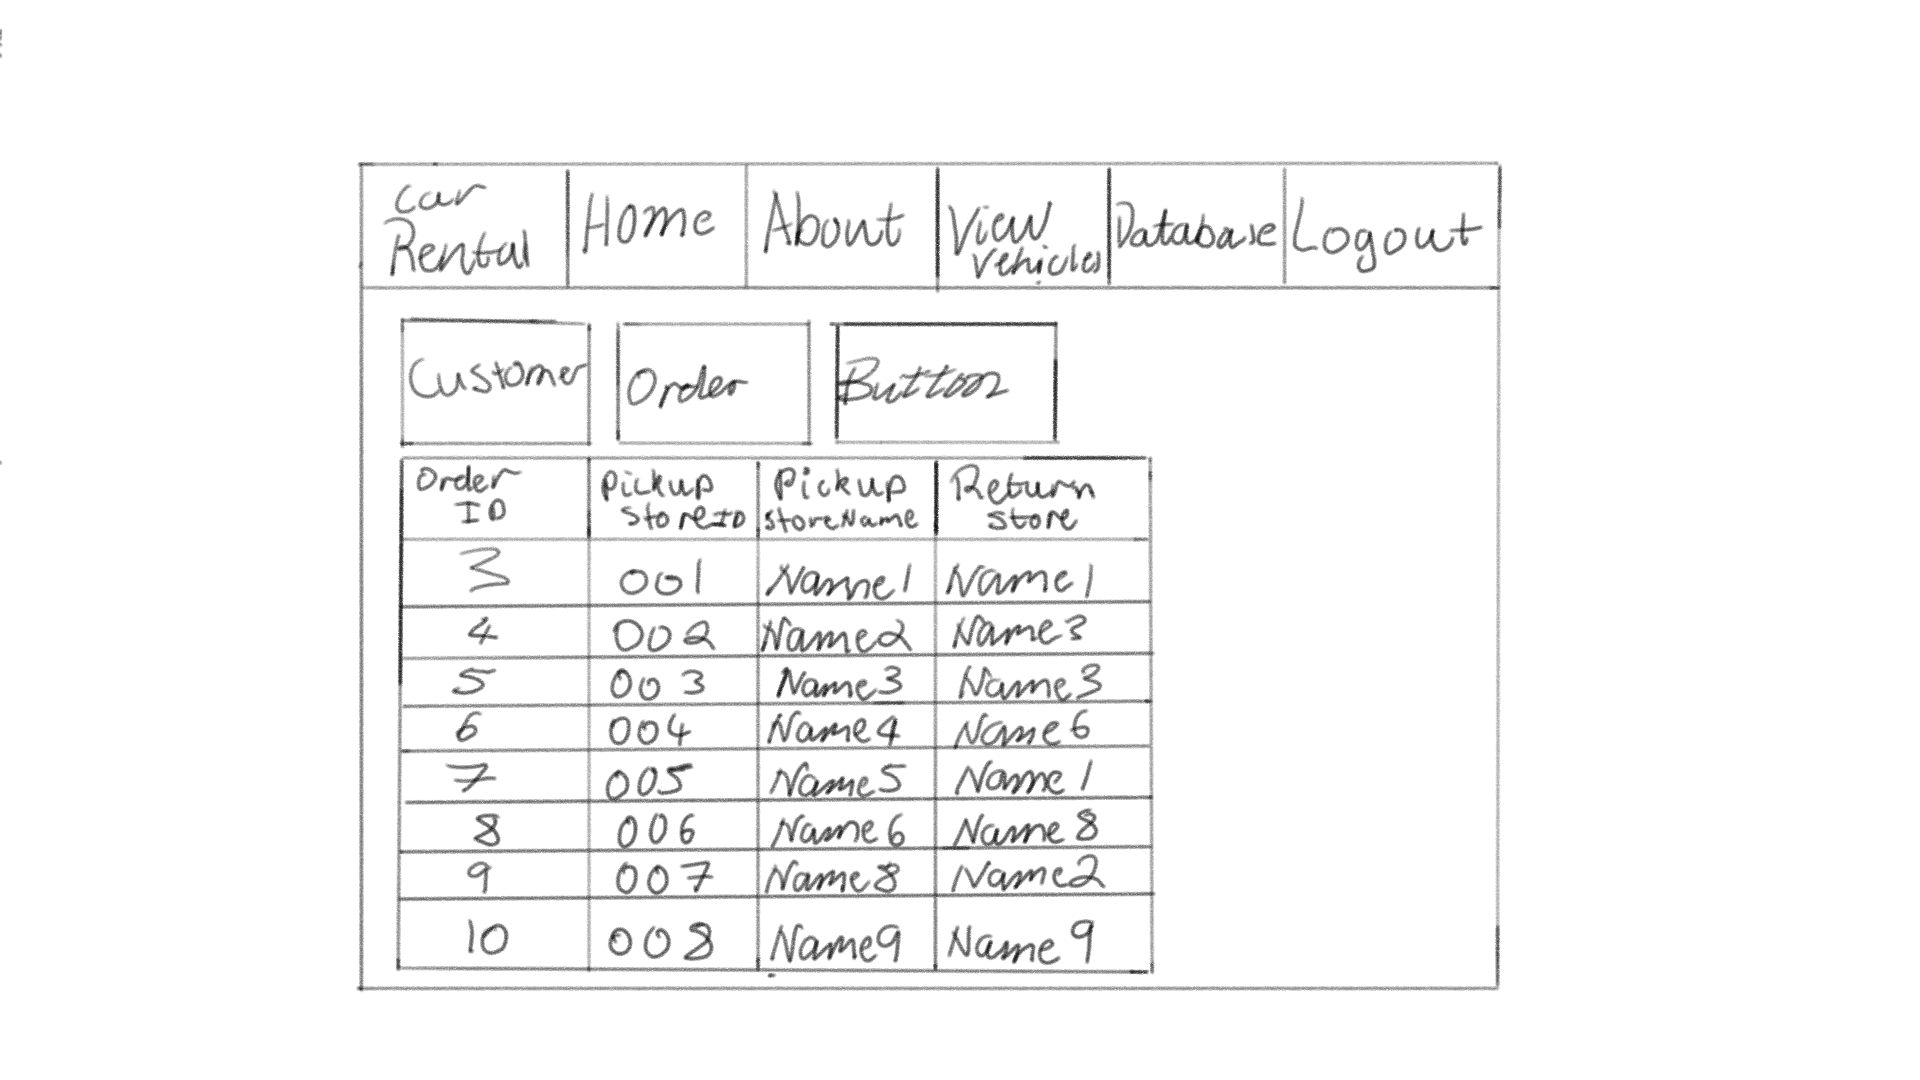 Car Rental Home About View Vehicles Database Logout
Customer Order Button
Order ID Pickup StoreID Pickup StoreName Return Store
3 001 Name1 Name1
4 002 Name2 Name3
5 003 Name3 Name3
6 004 Name4 Name6
7 005 Name5 Name1
8 006 Name6 Name8
9 007 Name8 Name2
10 008 Name9 Name9